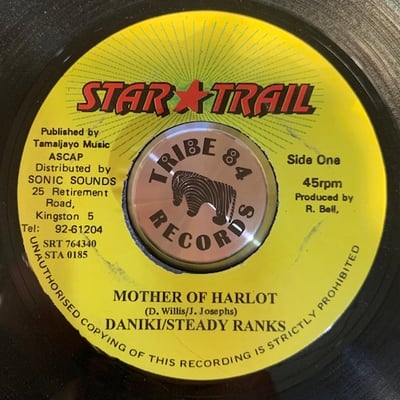 STAR TRAIL
Published by
Tamaljayo Music
ASCAP
Distributed by
SONIC SOUNDS
25 Retirement
Road,
Kingston 5
Tel: 92-61204
SRT 764340
STA 0185
TRIBE 84
RECORDS
Side One
45rpm
Produced by
R. Bell,
MOTHER OF HARLOT
(D. Willis/J. Josephs)
DANIKI/STEADY RANKS
UNAUTHORISED COPYING OF THIS RECORDING IS STRICTLY PROHIBITED